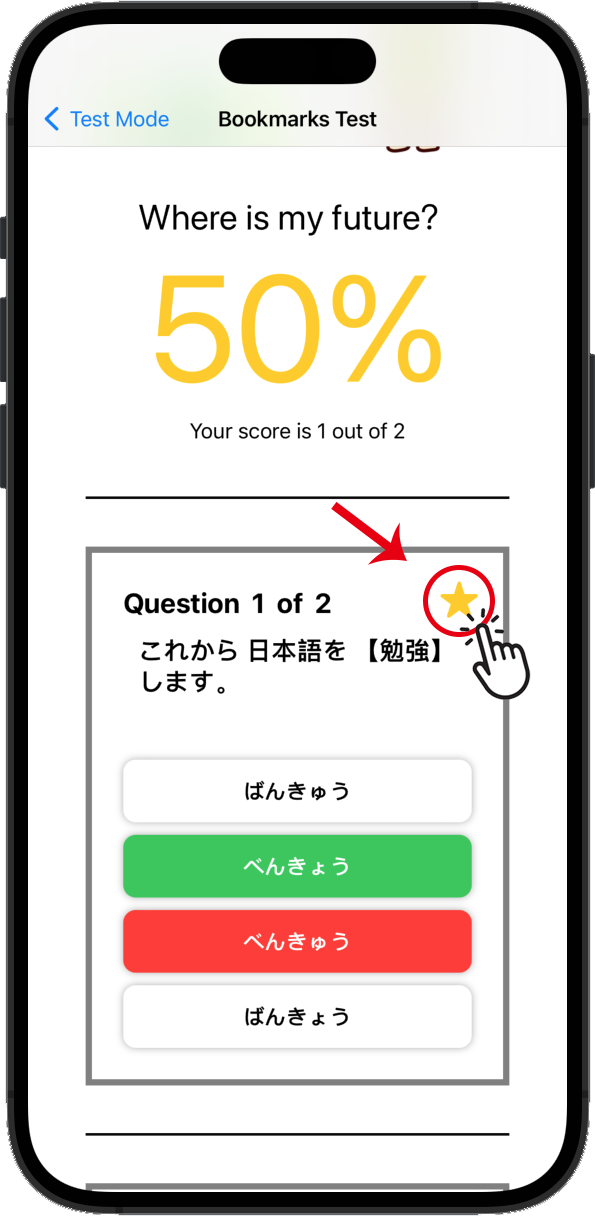 Test Mode
Bookmarks Test
Where is my future?
50%
Your score is 1 out of 2
Question 1 of 2
これから 日本語を 【勉強】
します。
ばんきゅう
べんきょう
べんきゅう
ばんきょう